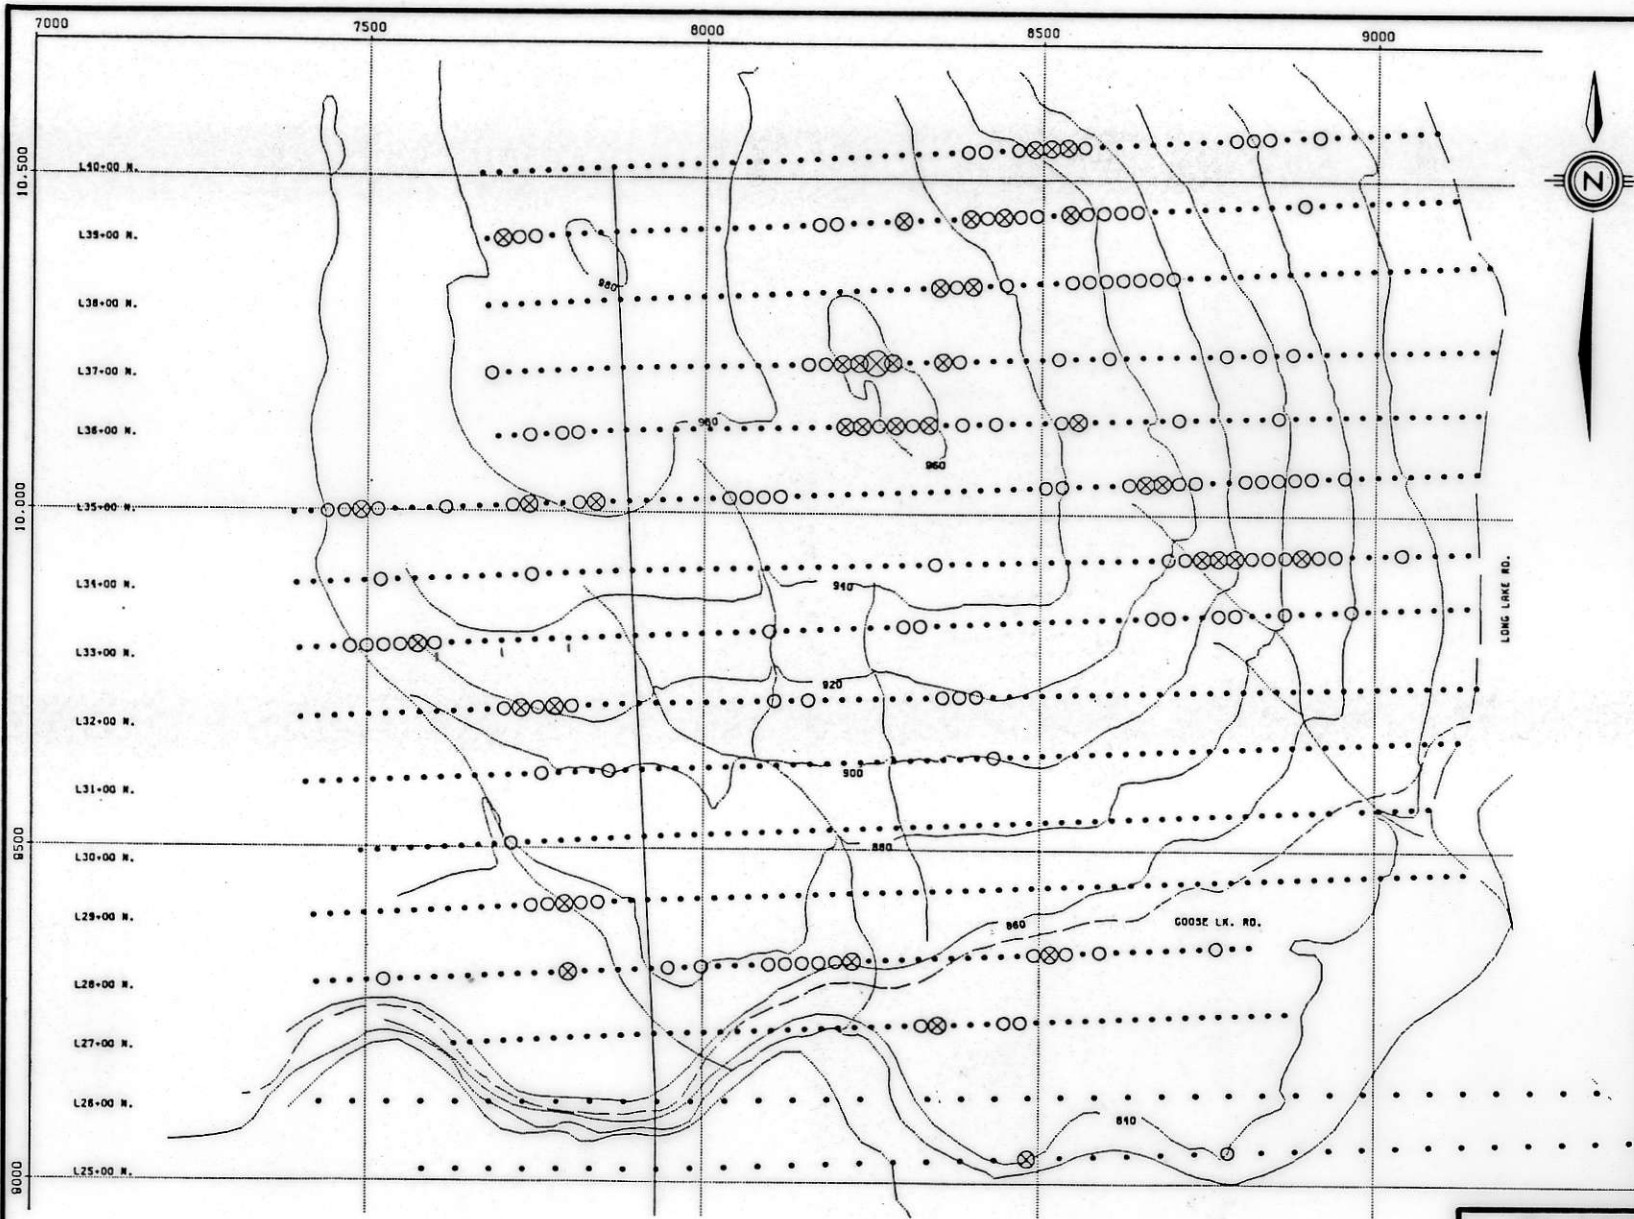 7000 7500 8000 8500 9000
10,500
L40+00 N.
L39+00 N.
980
L38+00 N.
L37+00 N.
L36+00 N.
960
960
10,000
L35+00 N.
L34+00 N.
940
LONG LAKE RD.
L33+00 N.
920
L32+00 N.
900
L31+00 N.
9500
880
L30+00 N.
L29+00 N.
860
GOOSE LK. RD.
L28+00 N.
L27+00 N.
L26+00 N.
840
L25+00 N.
9000
N